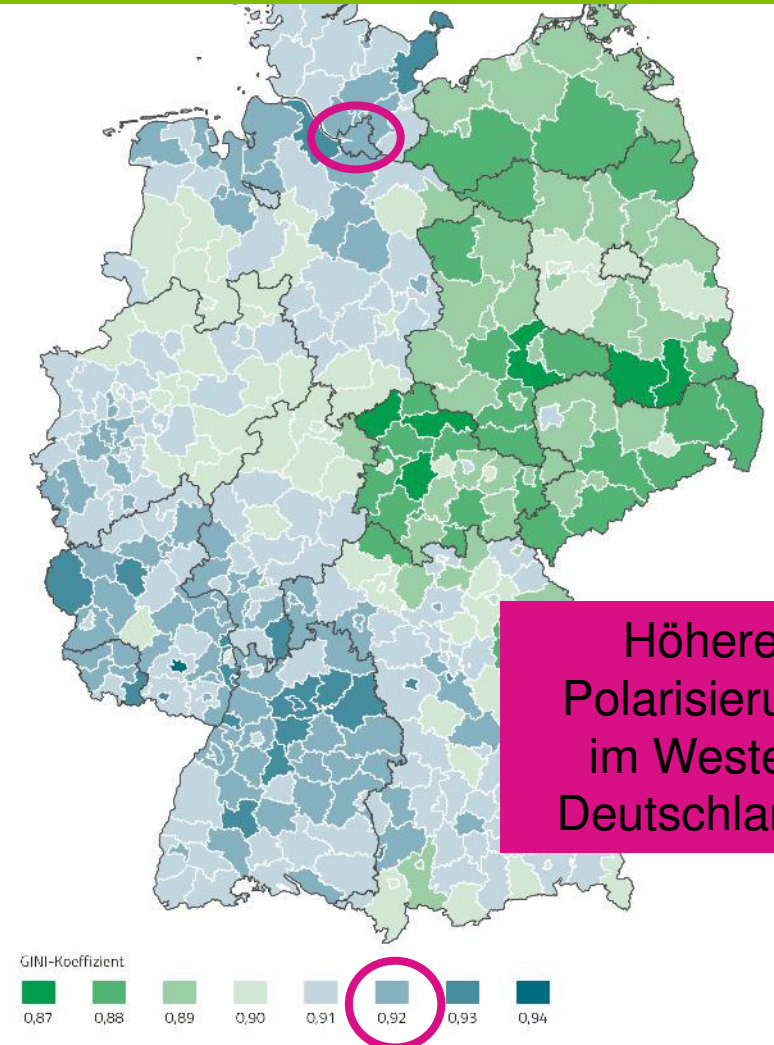 Höhere
Polarisieru
im Weste
Deutschlan
GINI-Koeffizient
0,87 0,88 0,89 0,90 0,91 0,92 0,93 0,94